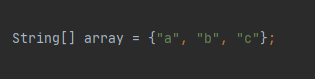 String[] array = {"a", "b", "c"};